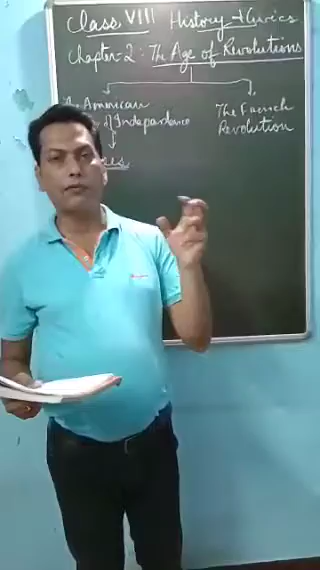 Class VIII History & Civics
Chapter-2: The Age of Revolutions
American
of Independence
The French
Revolution